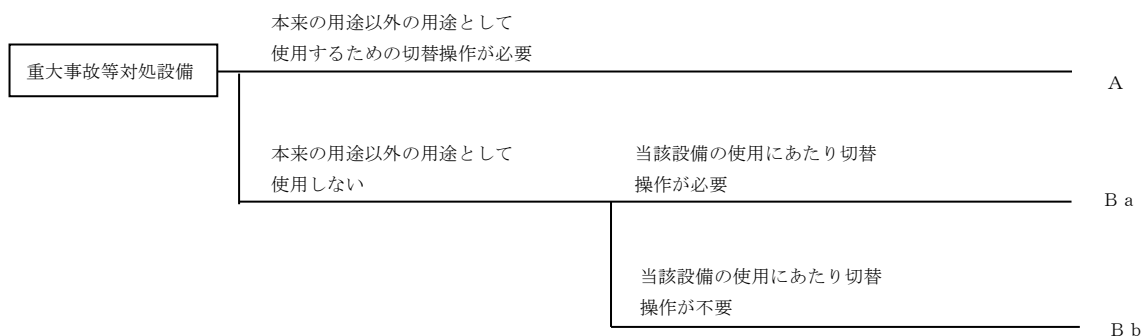 本来の用途以外の用途として
使用するための切替操作が必要
重大事故等対処設備
A
本来の用途以外の用途として
使用しない
当該設備の使用にあたり切替
操作が必要
B a
当該設備の使用にあたり切替
操作が不要
B b